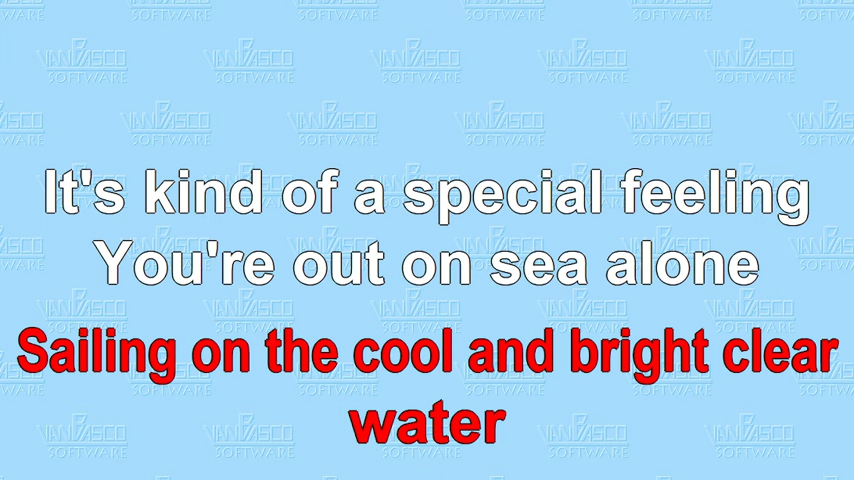 It's kind of a special feeling
You're out on sea alone
Sailing on the cool and bright clear
water
VANBASCO
SOFTWARE